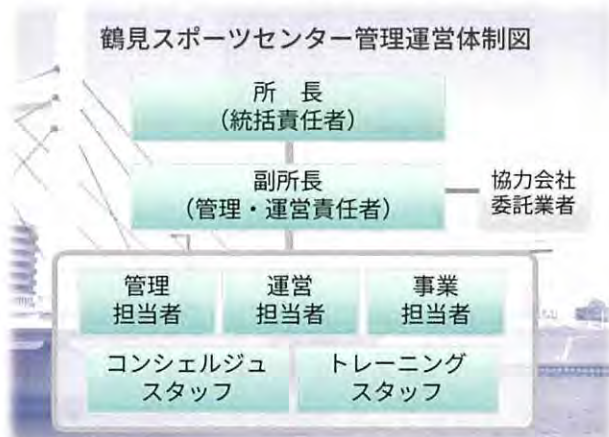 鶴見スポーツセンター管理運営体制図
所　長
（統括責任者）
副所長
（管理・運営責任者）
協力会社
委託業者
管理
担当者
運営
担当者
事業
担当者
コンシェルジュ
スタッフ
トレーニング
スタッフ